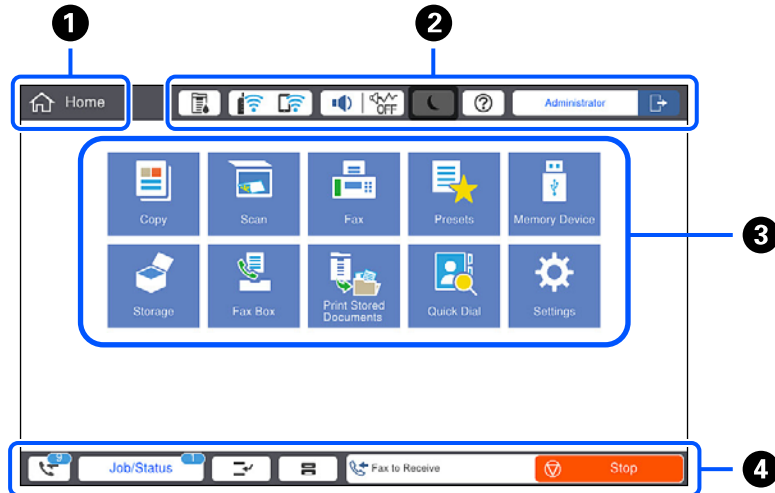 1
2
Home
OFF
?
Administrator
3
Copy
Scan
Fax
Presets
Memory Device
Storage
Fax Box
Print Stored
Documents
Quick Dial
Settings
9
Job/Status
1
Fax to Receive
Stop
4